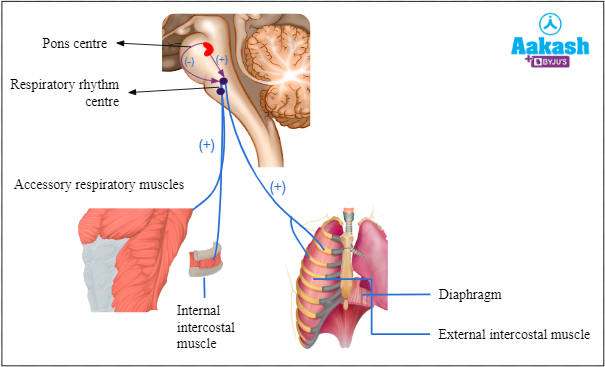 Pons centre
Aakash
+ BYJU'S
(-)
(+)
Respiratory rhythm
centre
(+)
(+)
Accessory respiratory muscles
Internal
intercostal
muscle
Diaphragm
External intercostal muscle